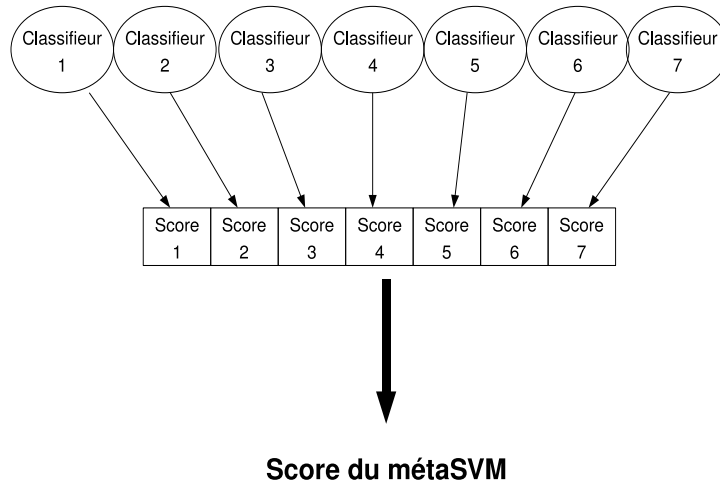 Classifieur
1
Classifieur
2
Classifieur
3
Classifieur
4
Classifieur
5
Classifieur
6
Classifieur
7
Score
1
Score
2
Score
3
Score
4
Score
5
Score
6
Score
7
Score du métaSVM